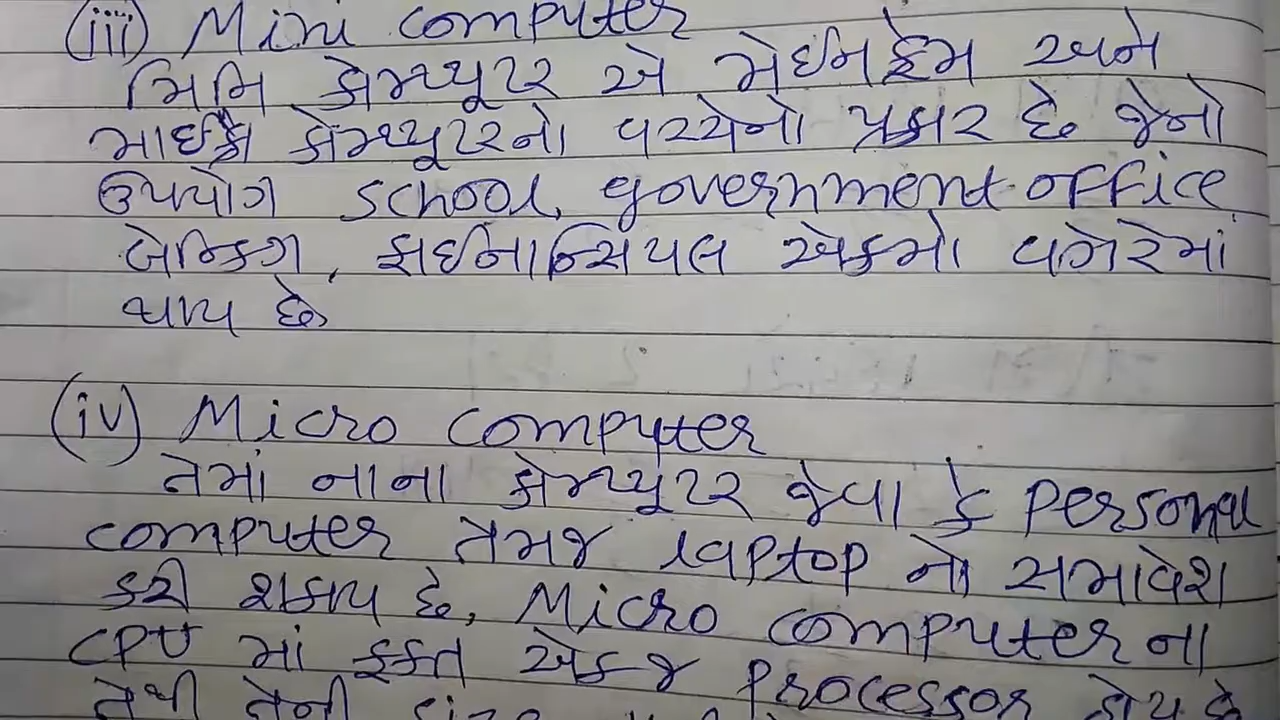 (iii) Mini computer
મિનિ કોમ્પ્યૂટર એ મેઈનફ્રેમ અને
માઈક્રો કોમ્પ્યૂટરનો વચ્ચેનો પ્રકાર છે જેનો
ઉપયોગ school, government office
બેન્કિંગ, ફાઈનાન્સિયલ એકમો વગેરેમાં
થાય છે
(iv) Micro computer
તેમાં નાના કોમ્પ્યૂટર જેવા કે personal
computer તેમજ laptop નો સમાવેશ
કરી શકાય છે, Micro computer ના
CPU માં ફક્ત એક જ processor હોય છે
તેથી તેની size